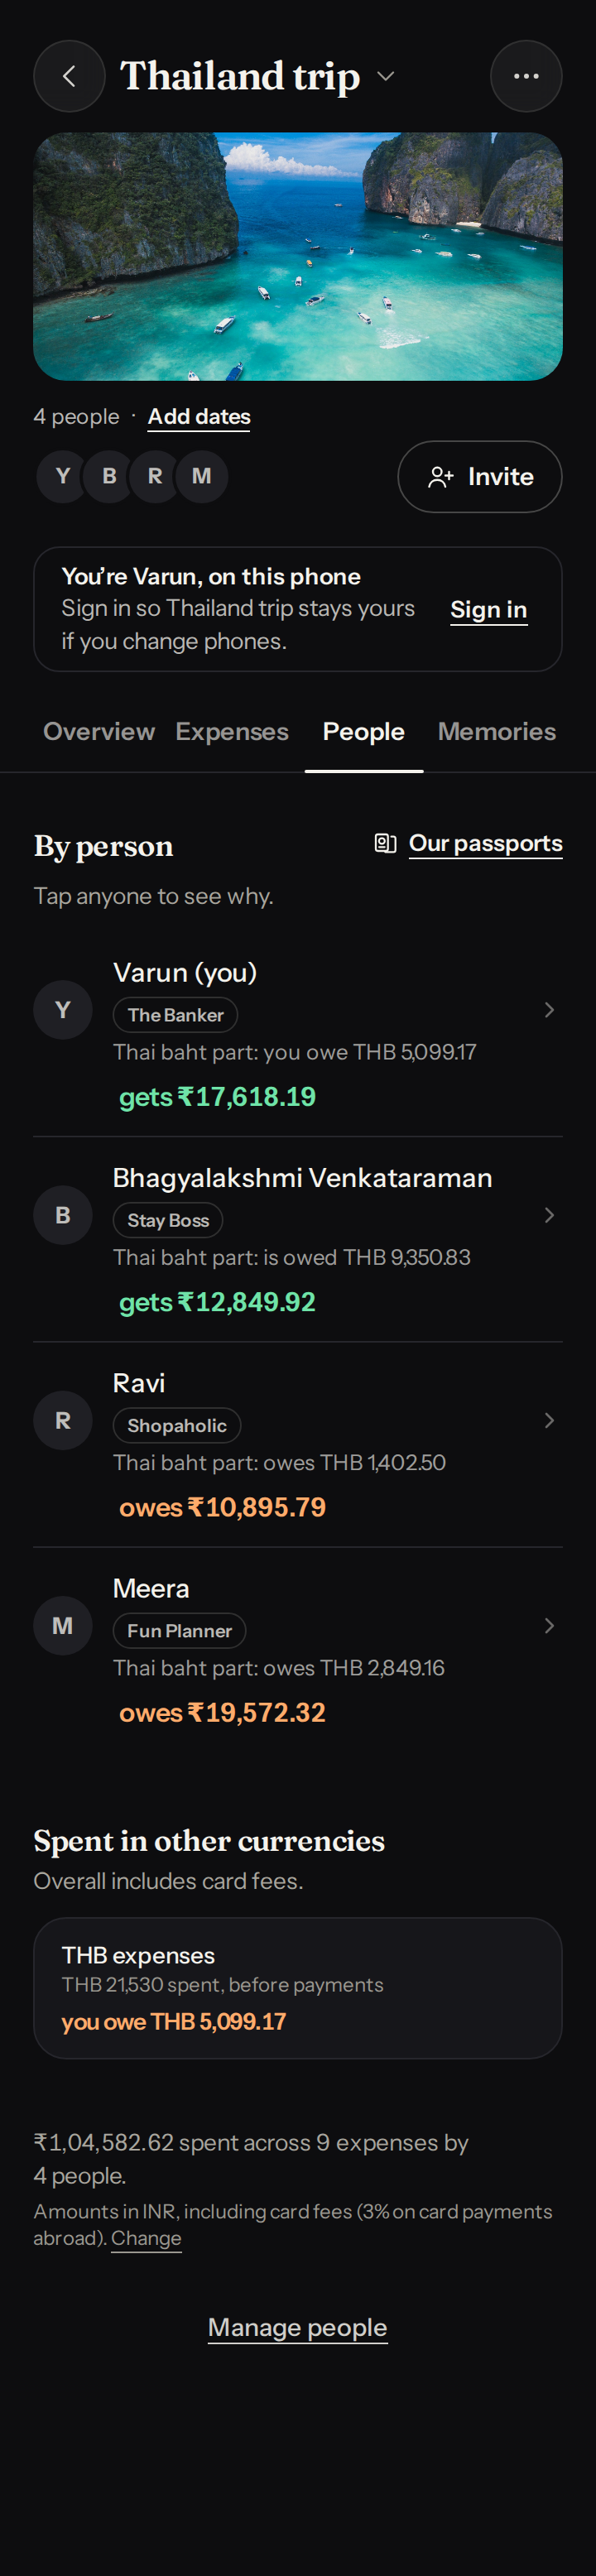 Thailand trip
4 people · Add dates
Y B R M
Invite
You’re Varun, on this phone
Sign in so Thailand trip stays yours
if you change phones.
Sign in
Overview Expenses People Memories
By person
Our passports
Tap anyone to see why.
Y
Varun (you)
The Banker
Thai baht part: you owe THB 5,099.17
gets ₹17,618.19
B
Bhagyalakshmi Venkataraman
Stay Boss
Thai baht part: is owed THB 9,350.83
gets ₹12,849.92
R
Ravi
Shopaholic
Thai baht part: owes THB 1,402.50
owes ₹10,895.79
M
Meera
Fun Planner
Thai baht part: owes THB 2,849.16
owes ₹19,572.32
Spent in other currencies
Overall includes card fees.
THB expenses
THB 21,530 spent, before payments
you owe THB 5,099.17
₹1,04,582.62 spent across 9 expenses by
4 people.
Amounts in INR, including card fees (3% on card payments
abroad). Change
Manage people